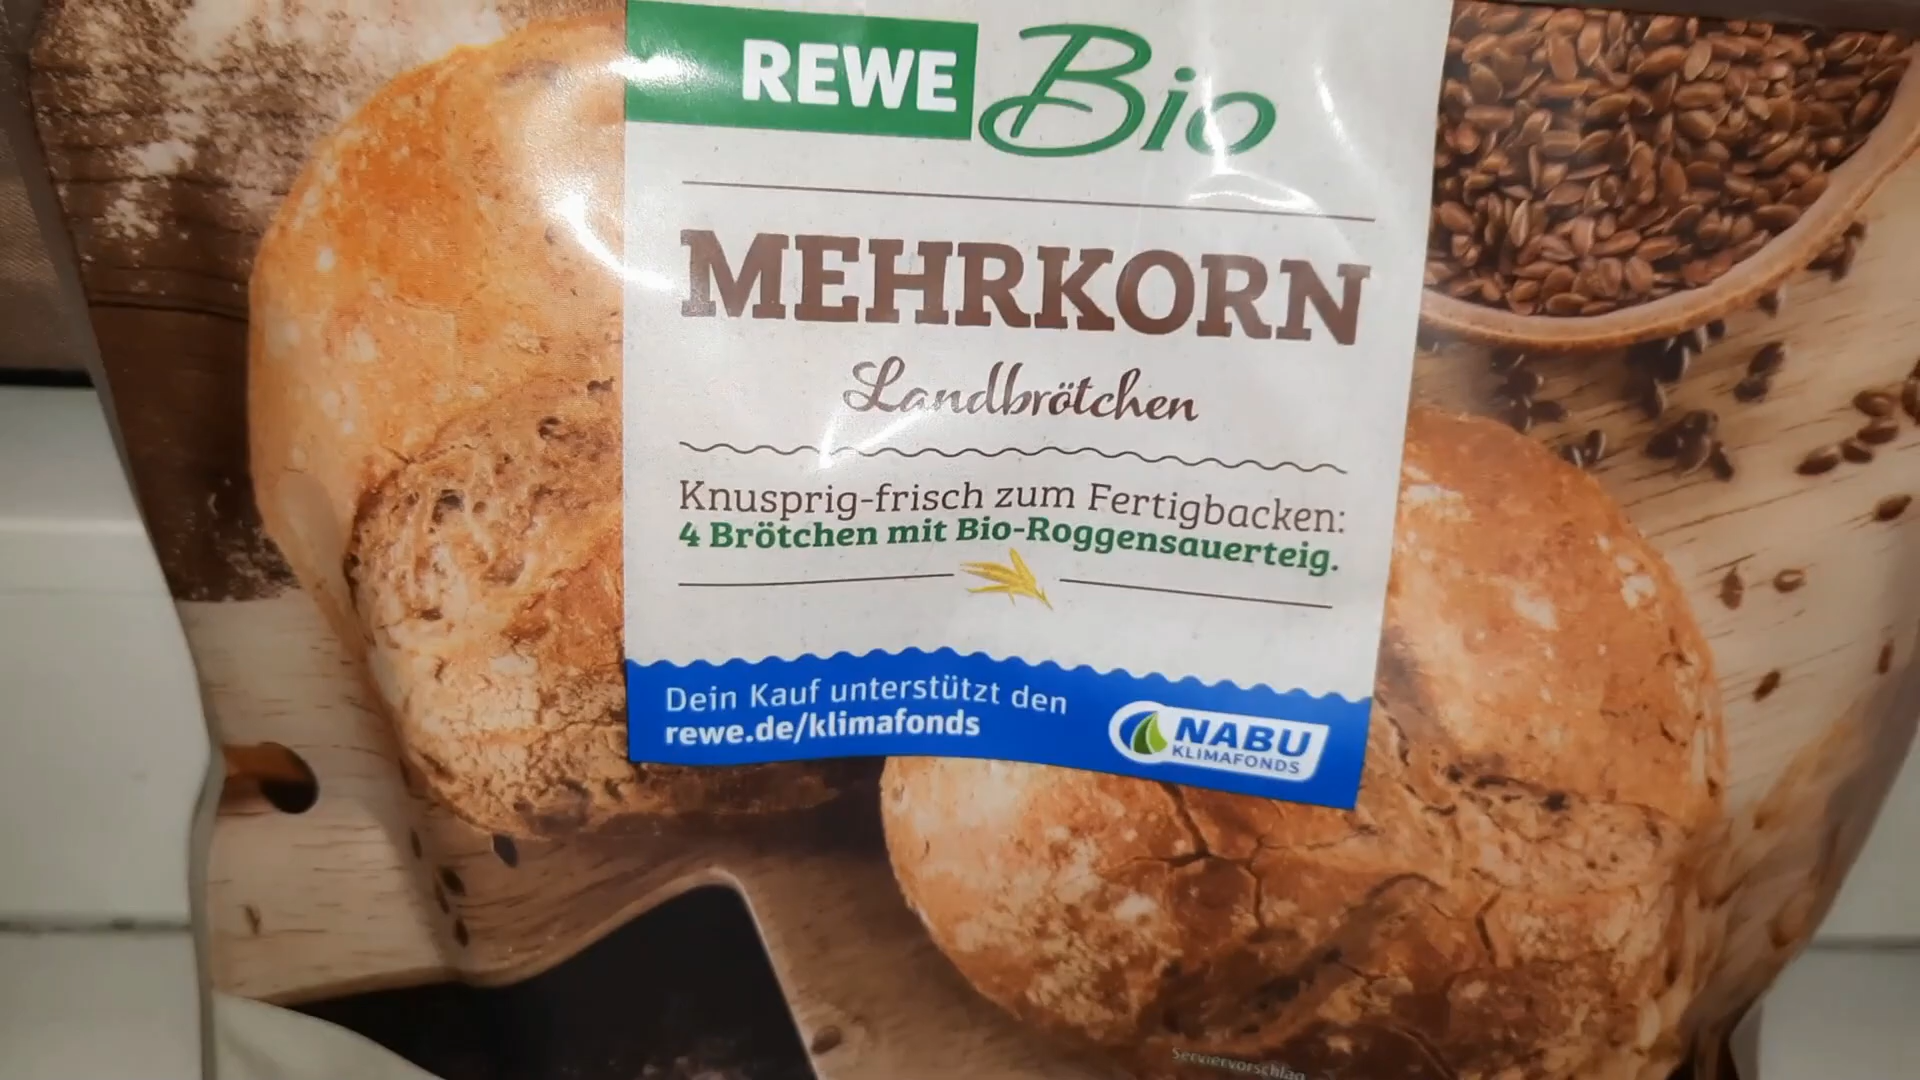 REWE Bio
MEHRKORN
Landbrötchen
Knusprig-frisch zum Fertigbacken:
4 Brötchen mit Bio-Roggensauerteig.
Dein Kauf unterstützt den
rewe.de/klimafonds
NABU
KLIMAFONDS
Serviervorschlag